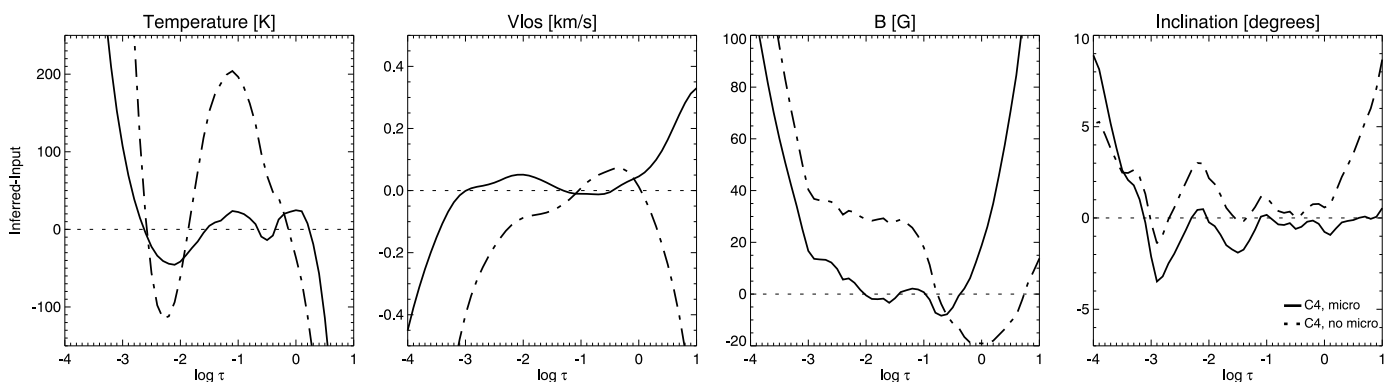 Temperature [K]
Vlos [km/s]
B [G]
Inclination [degrees]
Inferred-Input
200
100
0
-100
0.4
0.2
0.0
-0.2
-0.4
100
80
60
40
20
0
-20
10
5
0
-5
C4, micro
C4, no micro
-4 -3 -2 -1 0 1
-4 -3 -2 -1 0 1
-4 -3 -2 -1 0 1
-4 -3 -2 -1 0 1
log τ
log τ
log τ
log τ